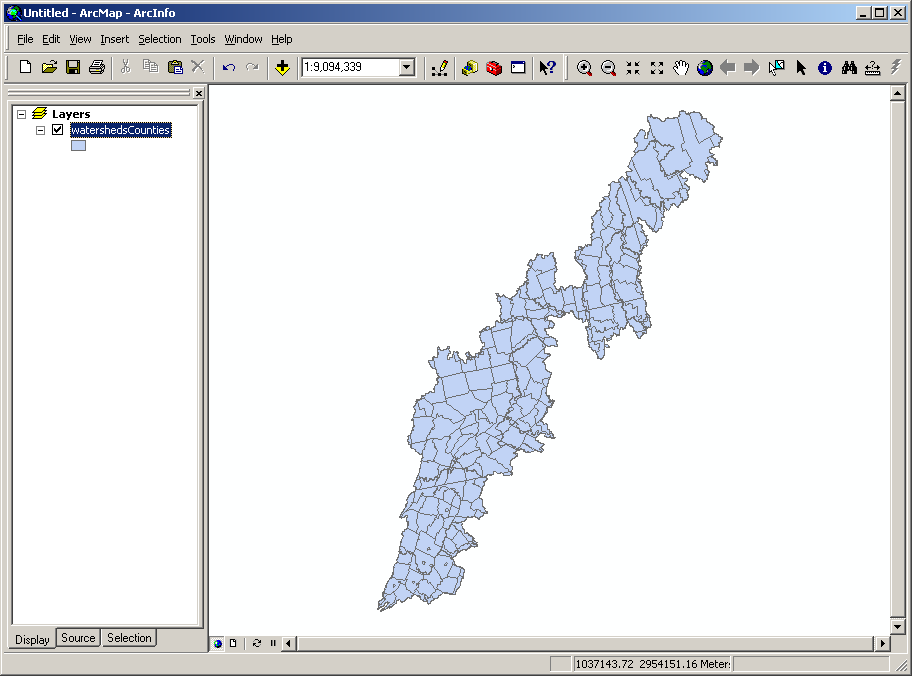 Untitled - ArcMap - ArcInfo
File Edit View Insert Selection Tools Window Help
1:9,094,339
Layers
watershedsCounties
Display Source Selection
1037143.72 2954151.16 Meters